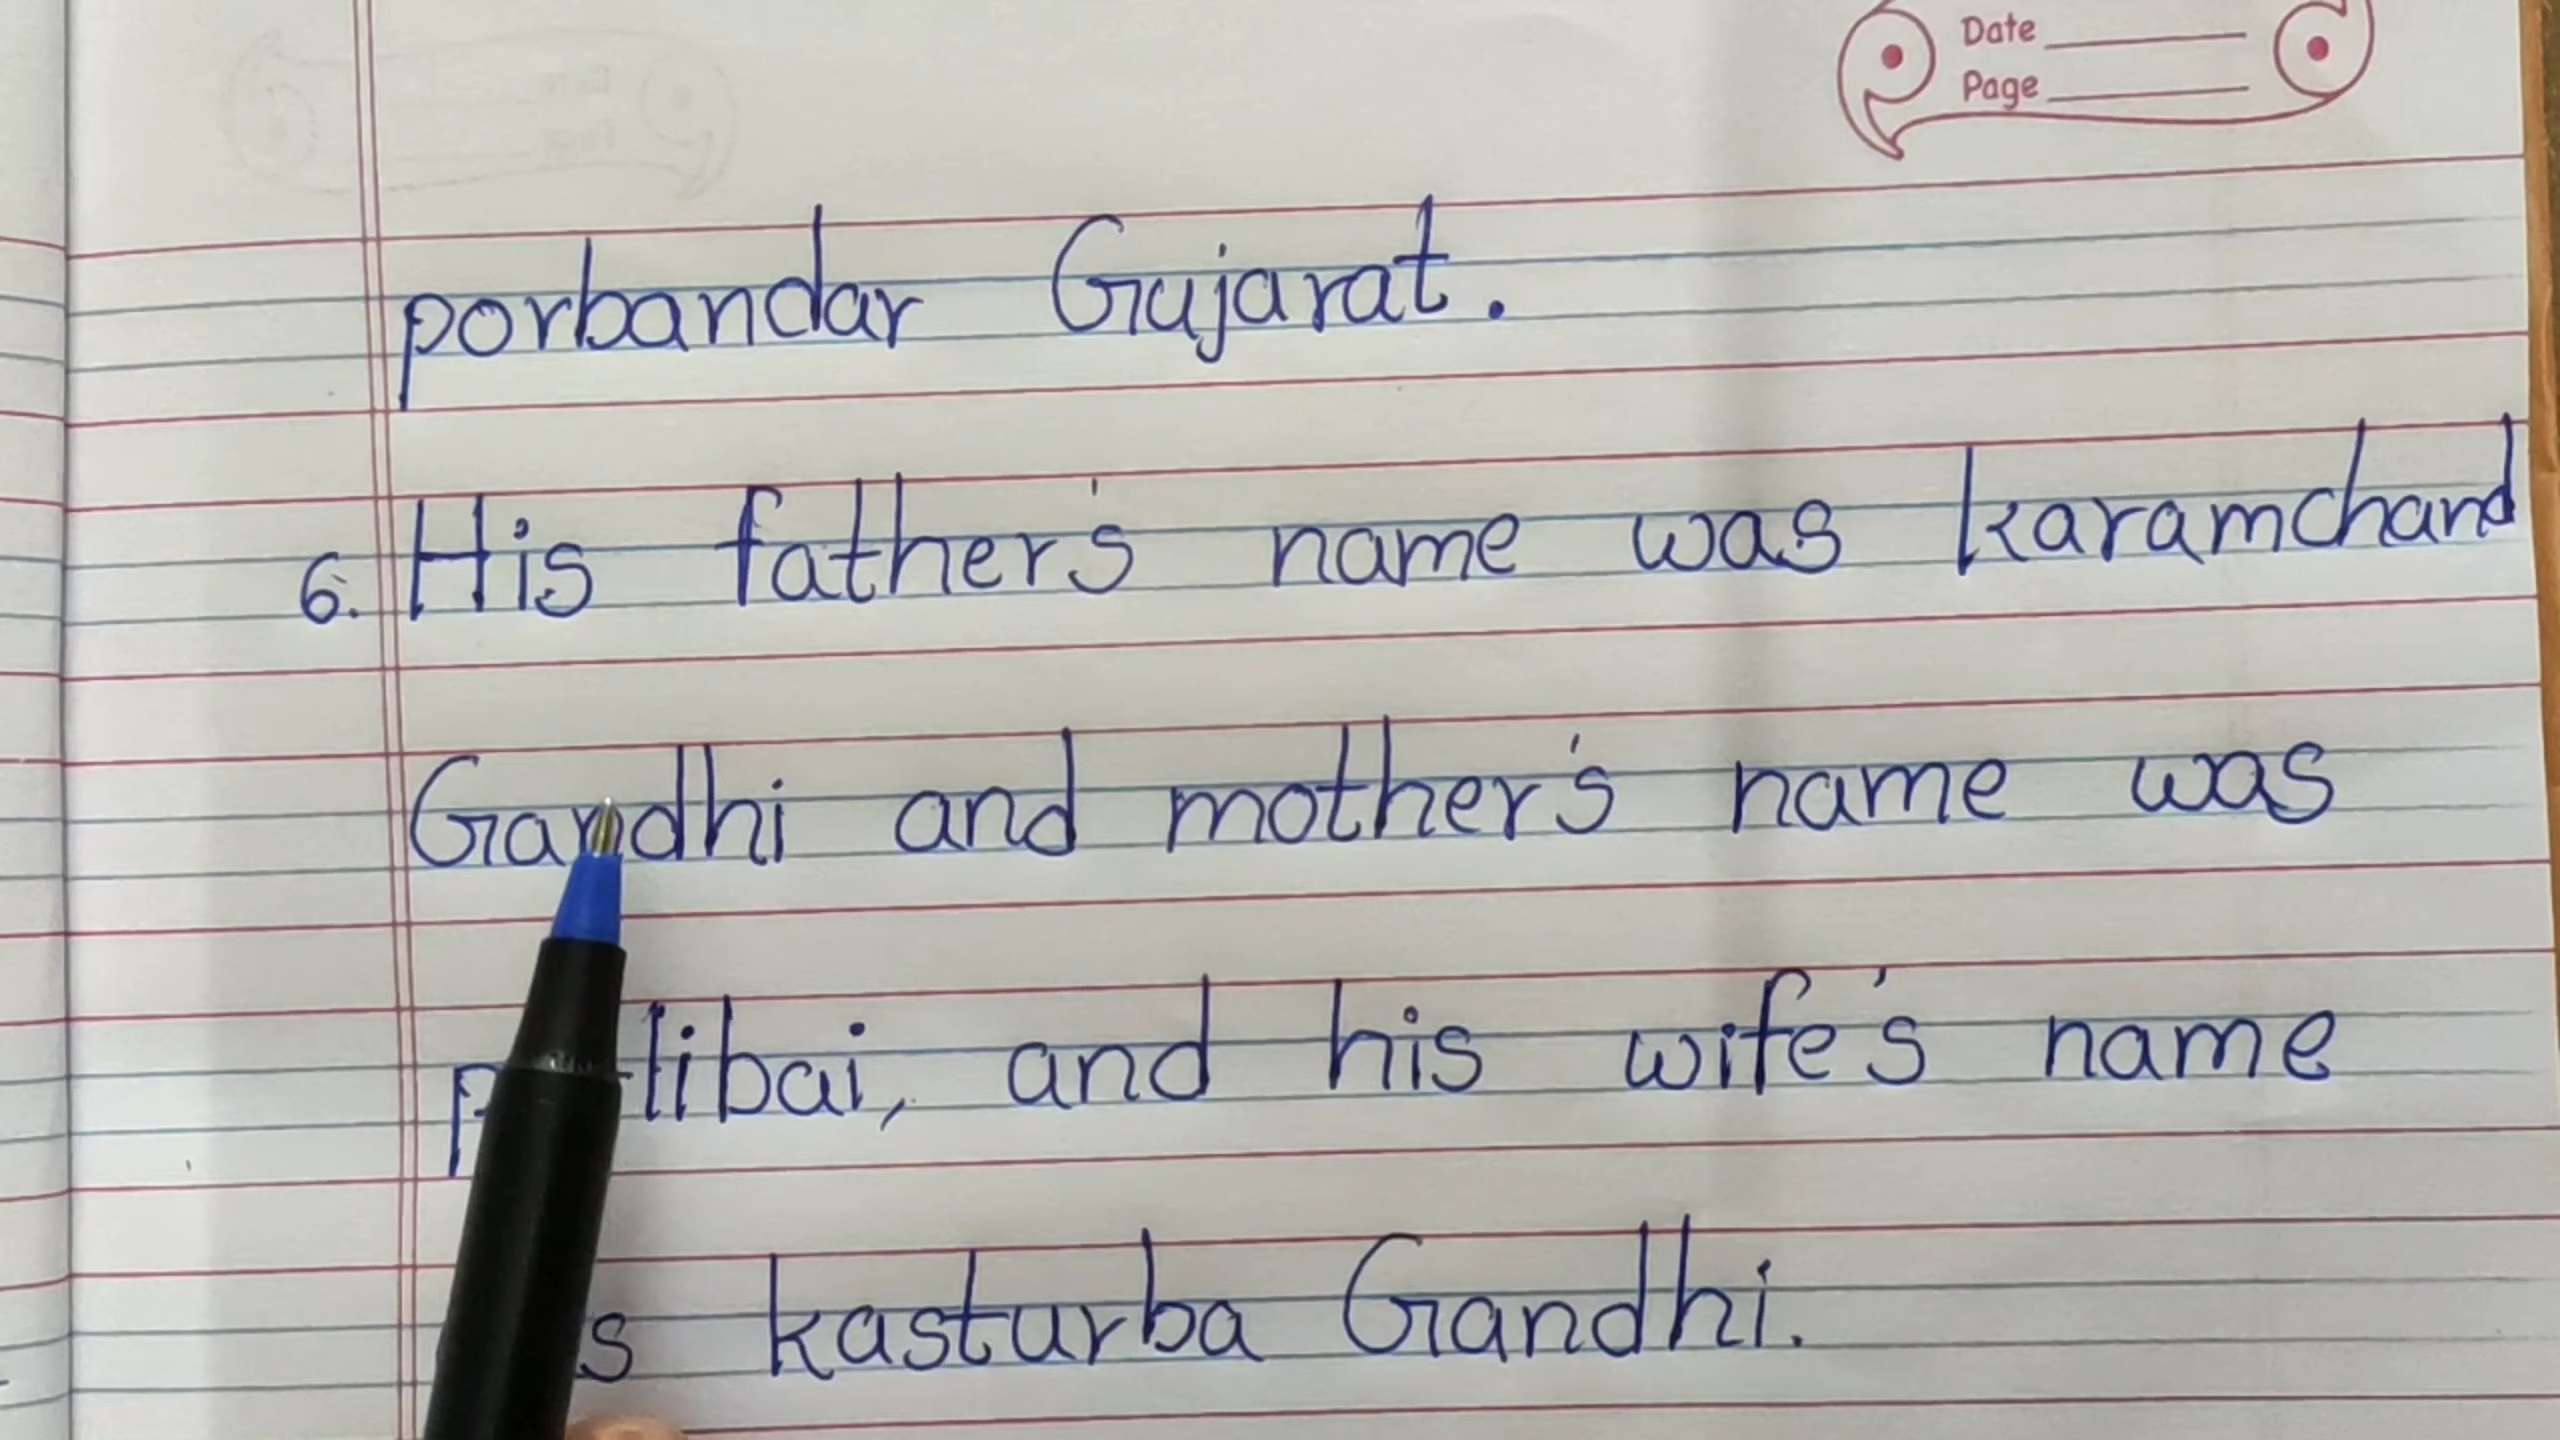 Date
Page
porbandar Gujarat.
6. His father's name was karamchand
Gandhi and mother's name was
and his wife's name
kasturba Gandhi.